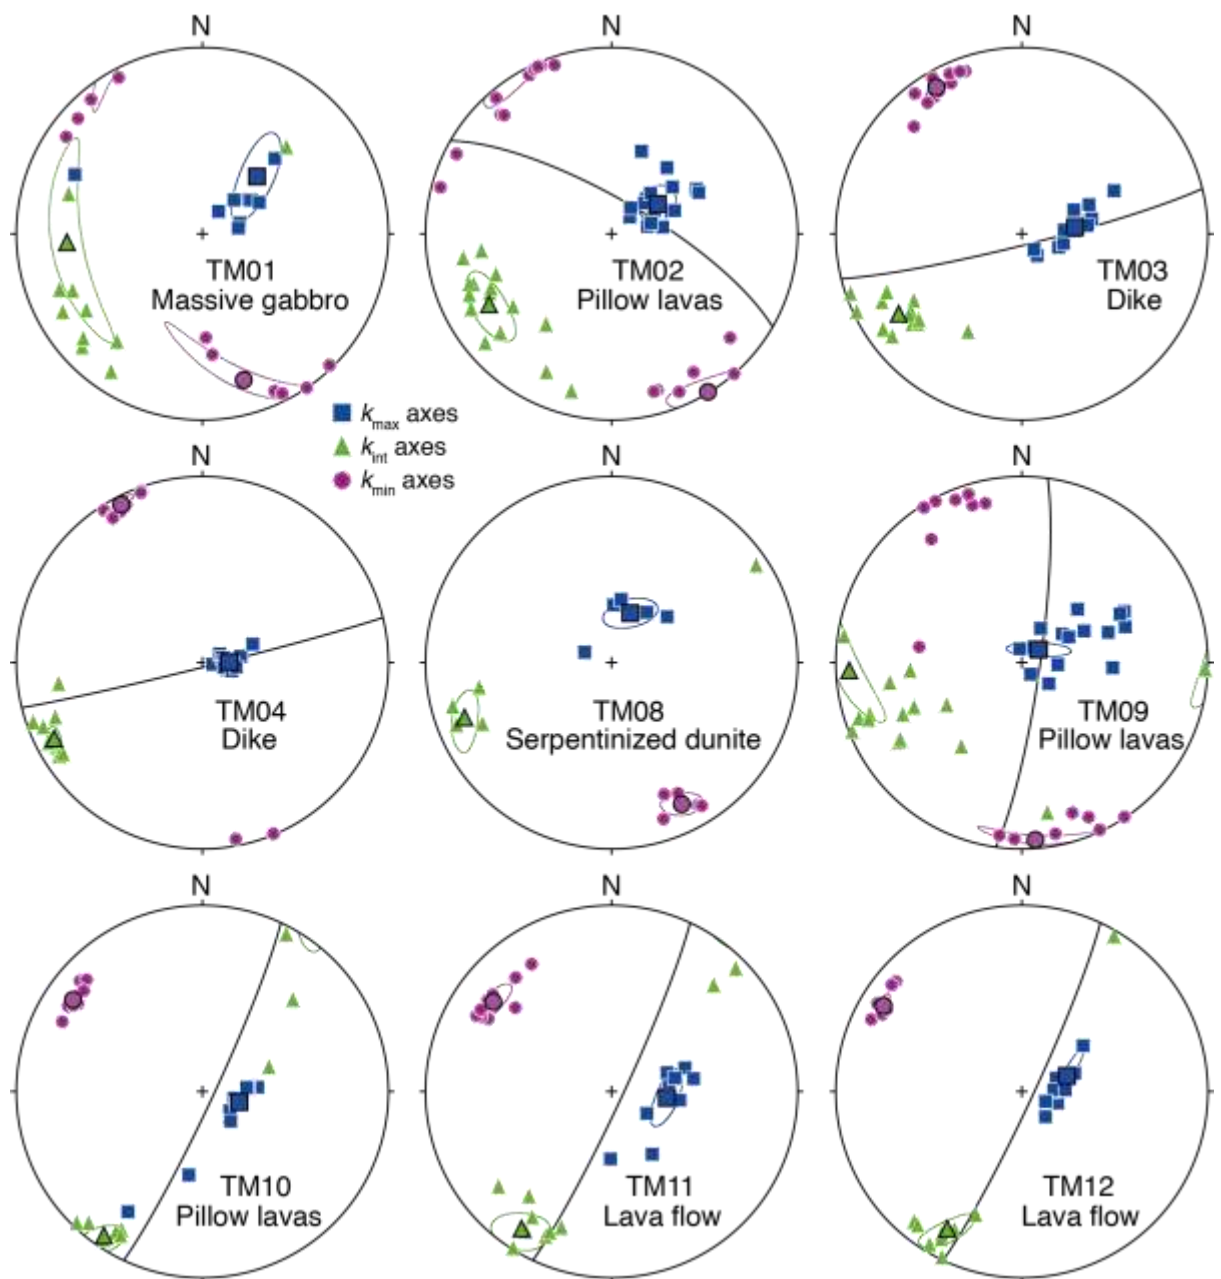 N
N
N
TM01
Massive gabbro
TM02
Pillow lavas
TM03
Dike
kmax axes
kint axes
kmin axes
N
N
N
TM04
Dike
TM08
Serpentinized dunite
TM09
Pillow lavas
N
N
N
TM10
Pillow lavas
TM11
Lava flow
TM12
Lava flow